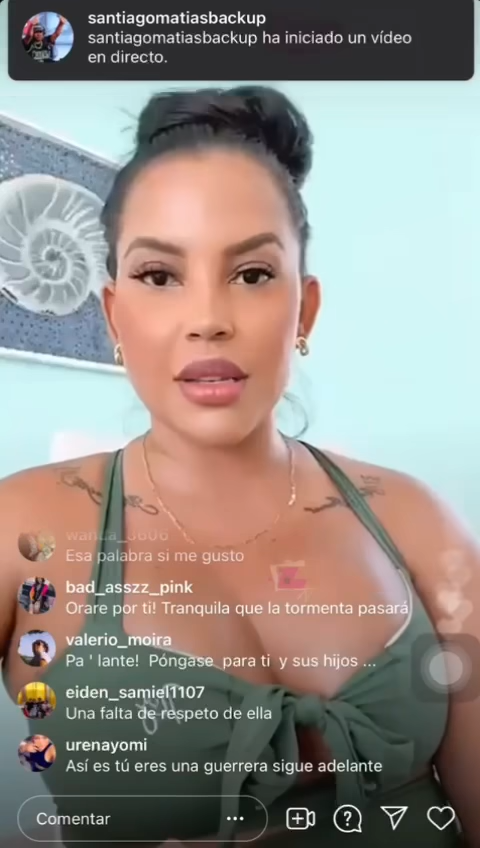 santiagomatiasbackup
santiagomatiasbackup ha iniciado un vídeo
en directo.
wanda_8606
Esa palabra si me gusto
bad_asszz_pink
Orare por ti! Tranquila que la tormenta pasará
valerio_moira
Pa ' lante! Póngase para ti y sus hijos ...
eiden_samiel1107
Una falta de respeto de ella
urenayomi
Así es tú eres una guerrera sigue adelante
Comentar